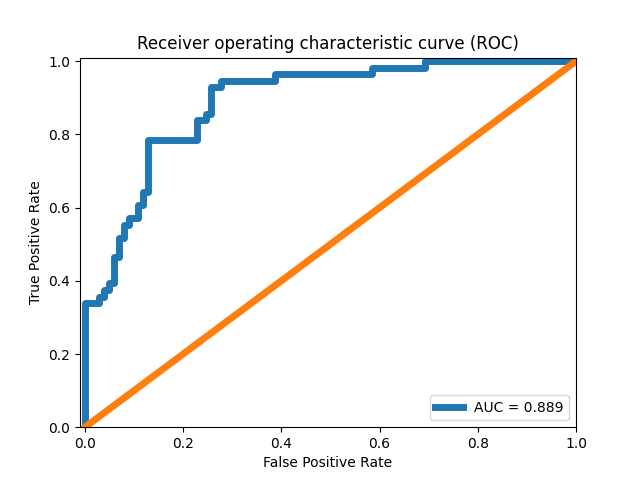 Receiver operating characteristic curve (ROC)
1.0
0.8
0.6
0.4
0.2
0.0
True Positive Rate
AUC = 0.889
0.0 0.2 0.4 0.6 0.8 1.0
False Positive Rate